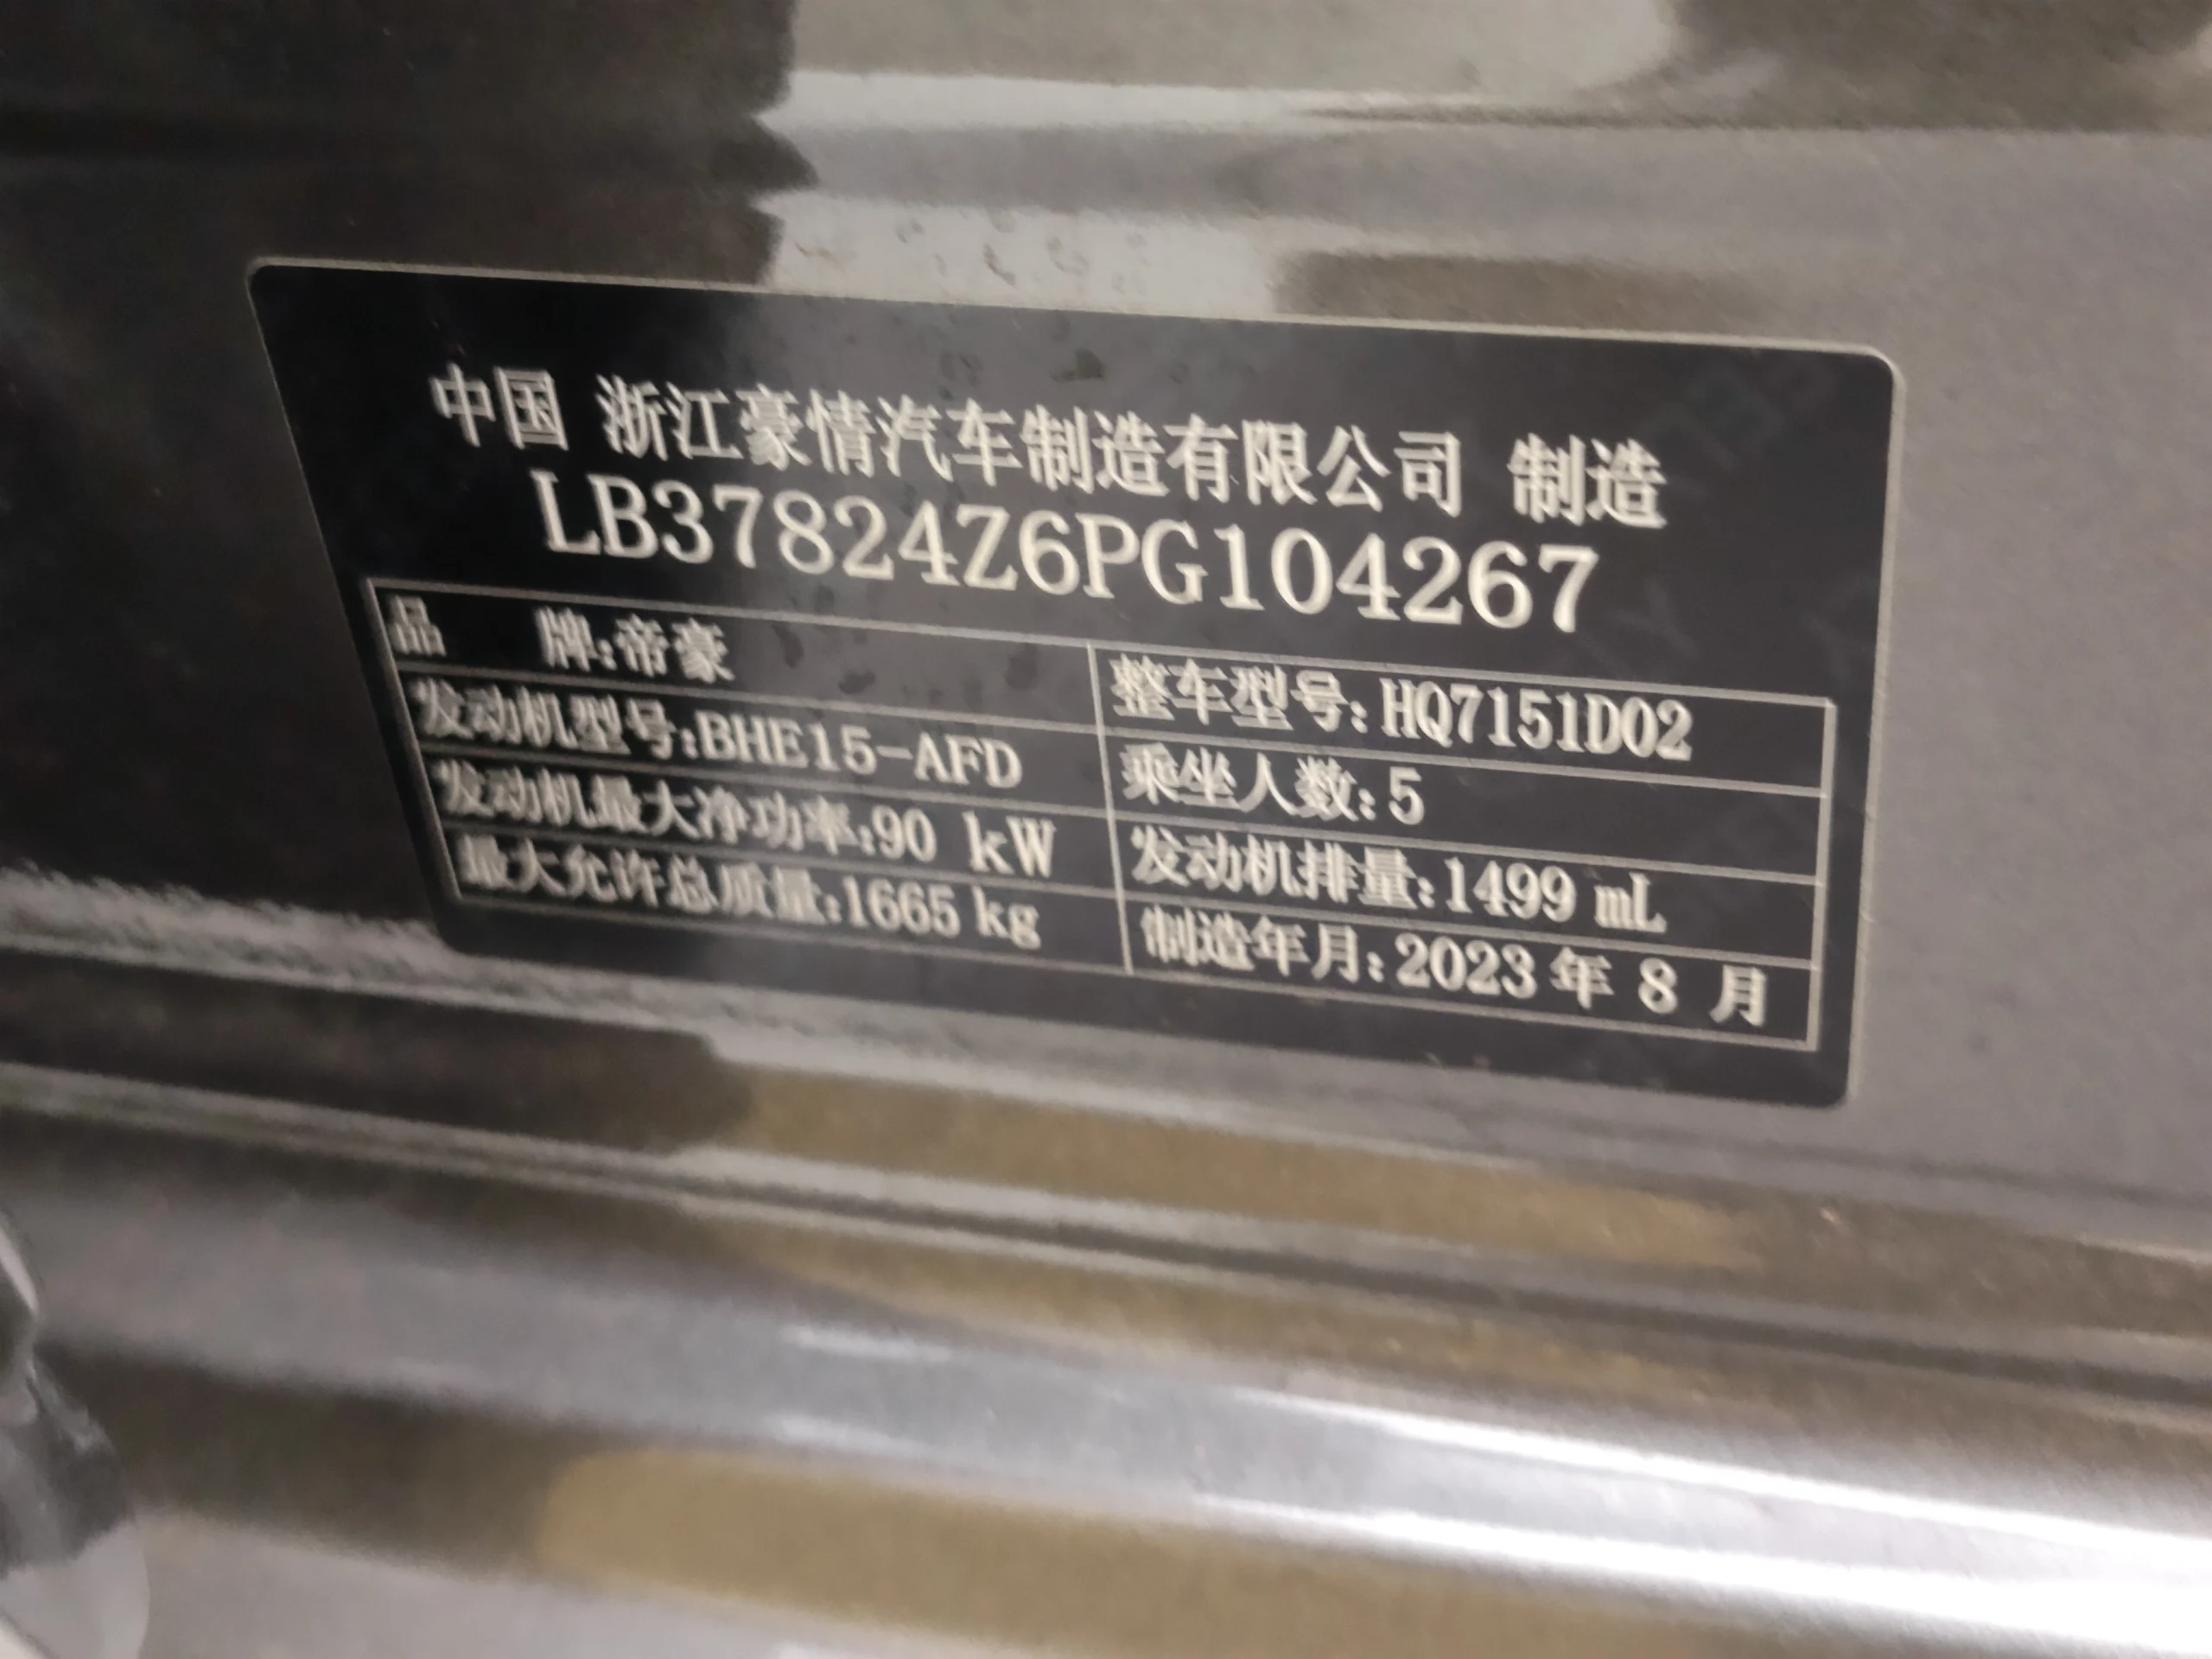 中国 浙江豪情汽车制造有限公司 制造
LB37824Z6PG104267
品 牌:帝豪 整车型号:HQ7151D02
发动机型号:BHE15-AFD 乘坐人数:5
发动机最大净功率:90 kW 发动机排量:1499 mL
最大允许总质量:1665 kg 制造年月:2023 年 8 月